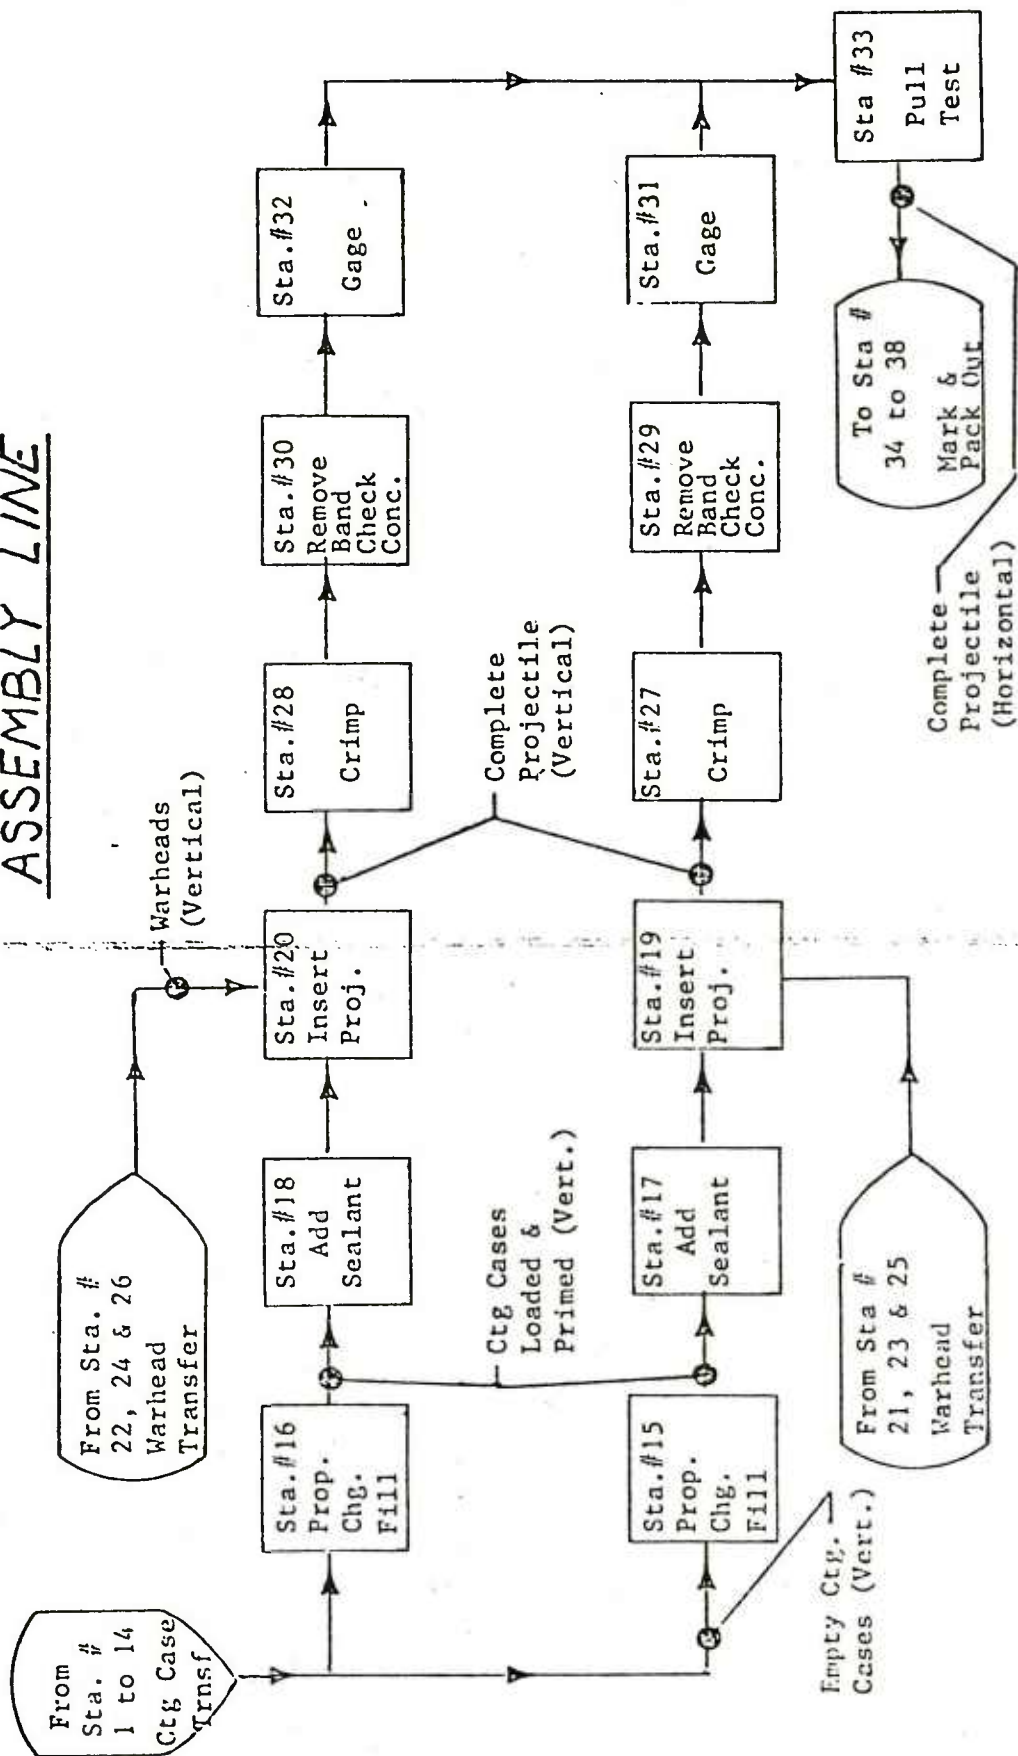 ASSEMBLY LINE
From
Sta. #
1 to 14
Ctg Case
Trnsf
From Sta. #
22, 24 & 26
Warhead
Transfer
Warheads
(Vertical)
Sta.#16
Prop.
Chg.
Fill
Sta.#18
Add
Sealant
Sta.#20
Insert
Proj.
Sta.#28
Crimp
Sta.#30
Remove
Band
Check
Conc.
Sta.#32
Gage
Ctg Cases
Loaded &
Primed (Vert.)
Complete
Projectile
(Vertical)
Sta.#15
Prop.
Chg.
Fill
Sta.#17
Add
Sealant
Sta.#19
Insert
Proj.
Sta.#27
Crimp
Sta.#29
Remove
Band
Check
Conc.
Sta.#31
Gage
Empty Ctg.
Cases (Vert.)
From Sta #
21, 23 & 25
Warhead
Transfer
Sta #33
Pull
Test
To Sta #
34 to 38
Mark &
Pack Out
Complete
Projectile
(Horizontal)